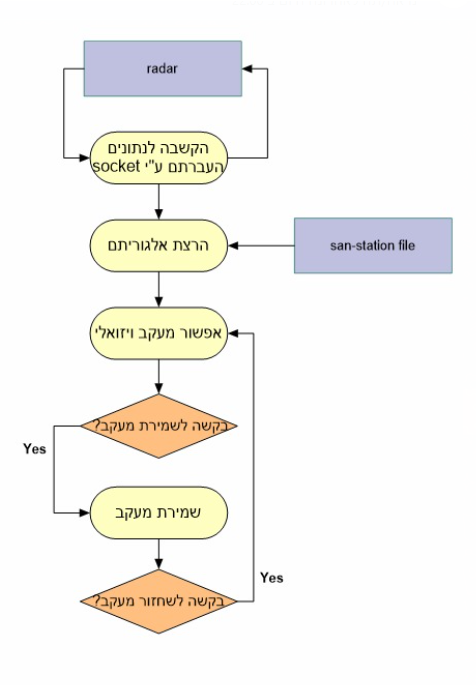 radar
הקשבה לנתונים
העברתם ע"י socket
הרצת אלגוריתם
san-station file
אפשור מעקב ויזואלי
בקשה לשמירת מעקב?
Yes
שמירת מעקב
בקשה לשחזור מעקב?
Yes